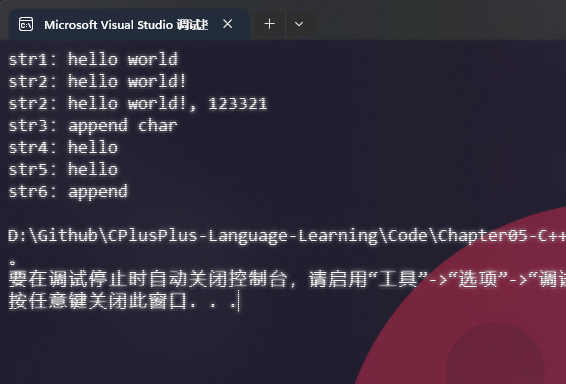 Microsoft Visual Studio 调试
str1: hello world
str2: hello world!
str2: hello world!, 123321
str3: append char
str4: hello
str5: hello
str6: append
D:\Github\CPlusPlus-Language-Learning\Code\Chapter05-C++
。
要在调试停止时自动关闭控制台，请启用“工具”->“选项”->“调试
按任意键关闭此窗口. . .